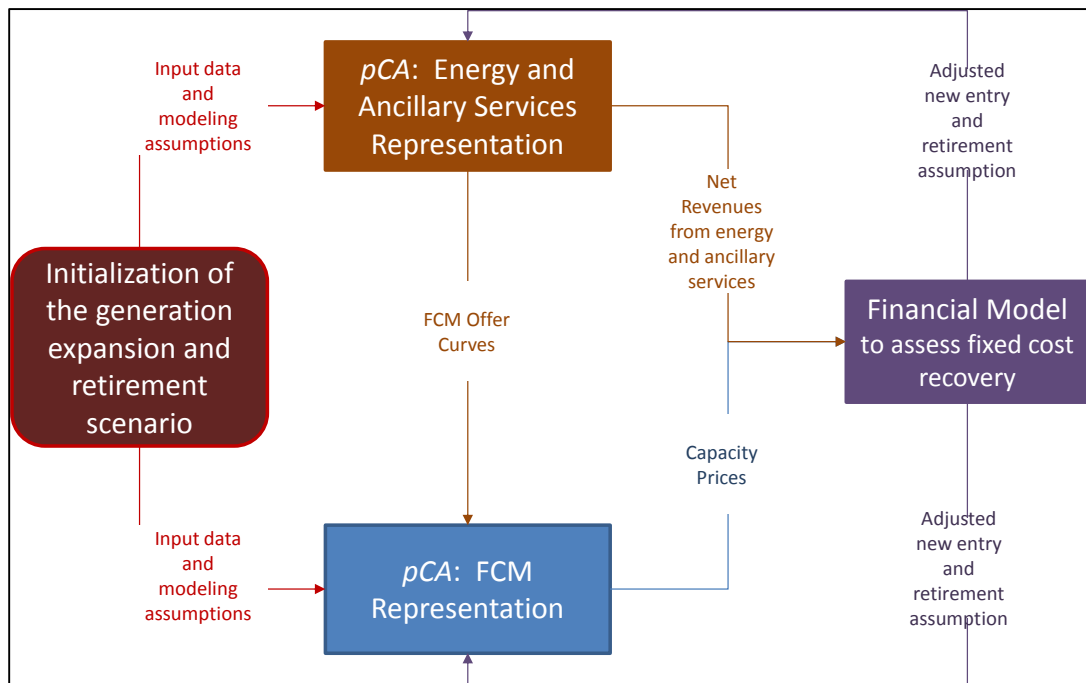 Input data
and
modeling
assumptions
pCA: Energy and
Ancillary Services
Representation
Adjusted
new entry
and
retirement
assumption
Net
Revenues
from energy
and ancillary
services
Initialization of
the generation
expansion and
retirement
scenario
FCM Offer
Curves
Financial Model
to assess fixed cost
recovery
Capacity
Prices
Input data
and
modeling
assumptions
pCA: FCM
Representation
Adjusted
new entry
and
retirement
assumption